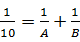 1/10 = 1/A + 1/B